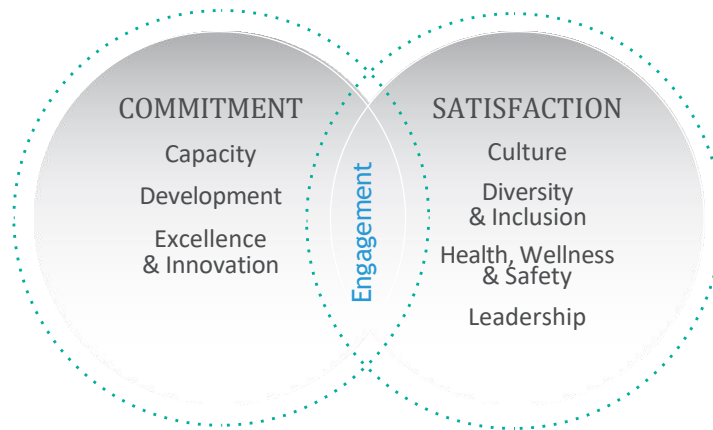 COMMITMENT
Capacity
Development
Excellence
& Innovation
Engagement
SATISFACTION
Culture
Diversity
& Inclusion
Health, Wellness
& Safety
Leadership